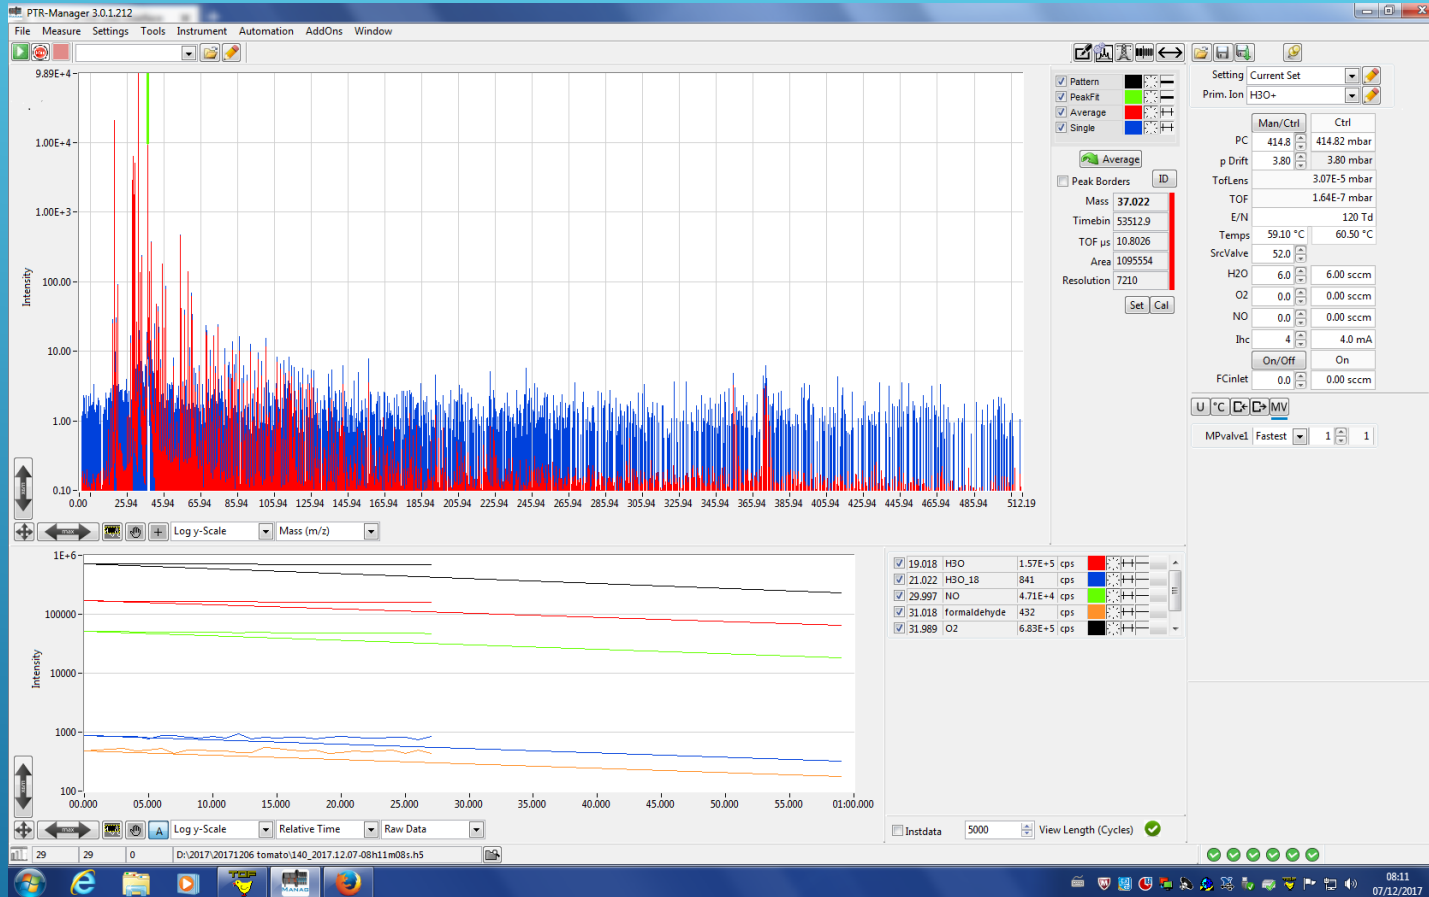 PTR-Manager 3.0.1.212
File Measure Settings Tools Instrument Automation AddOns Window
9.89E+4
1.00E+4
1.00E+3
100.00
10.00
1.00
0.10
Intensity
0.00 25.94 45.94 65.94 85.94 105.94 125.94 145.94 165.94 185.94 205.94 225.94 245.94 265.94 285.94 305.94 325.94 345.94 365.94 385.94 405.94 425.94 445.94 465.94 485.94 512.19
max Log y-Scale Mass (m/z)
Pattern
PeakFit
Average
Single
Average
Peak Borders ID
Mass 37.022
Timebin 53512.9
TOF µs 10.8026
Area 1095554
Resolution 7210
Set Cal
Setting Current Set
Prim. Ion H3O+
Man/Ctrl Ctrl
PC 414.8 414.82 mbar
p Drift 3.80 3.80 mbar
TofLens 3.07E-5 mbar
TOF 1.64E-7 mbar
E/N 120 Td
Temps 59.10 °C 60.50 °C
SrcValve 52.0
H2O 6.0 6.00 sccm
O2 0.0 0.00 sccm
NO 0.0 0.00 sccm
Ihc 4 4.0 mA
On/Off On
FCinlet 0.0 0.00 sccm
U °C MV
MPvalve1 Fastest 1 1
1E+6
100000
10000
1000
100
Intensity
00.000 05.000 10.000 15.000 20.000 25.000 30.000 35.000 40.000 45.000 50.000 55.000 01:00.000
max A Log y-Scale Relative Time Raw Data
19.018 H3O 1.57E+5 cps
21.022 H3O_18 841 cps
29.997 NO 4.71E+4 cps
31.018 formaldehyde 432 cps
31.989 O2 6.83E+5 cps
Instdata 5000 View Length (Cycles)
29 29 0 D:\2017\20171206 tomato\140_2017.12.07-08h11m08s.h5
TOF
MANAG
08:11
07/12/2017